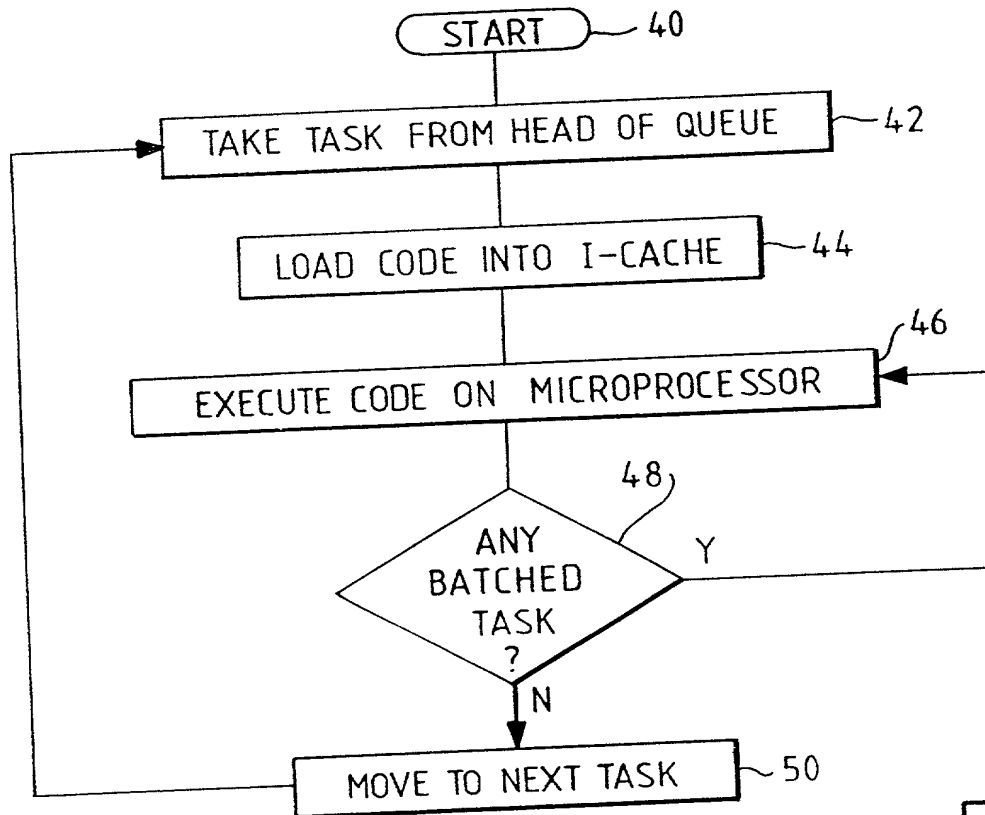 START
40
TAKE TASK FROM HEAD OF QUEUE
42
LOAD CODE INTO I-CACHE
44
46
EXECUTE CODE ON MICROPROCESSOR
48
ANY
BATCHED
TASK
?
Y
N
MOVE TO NEXT TASK
50